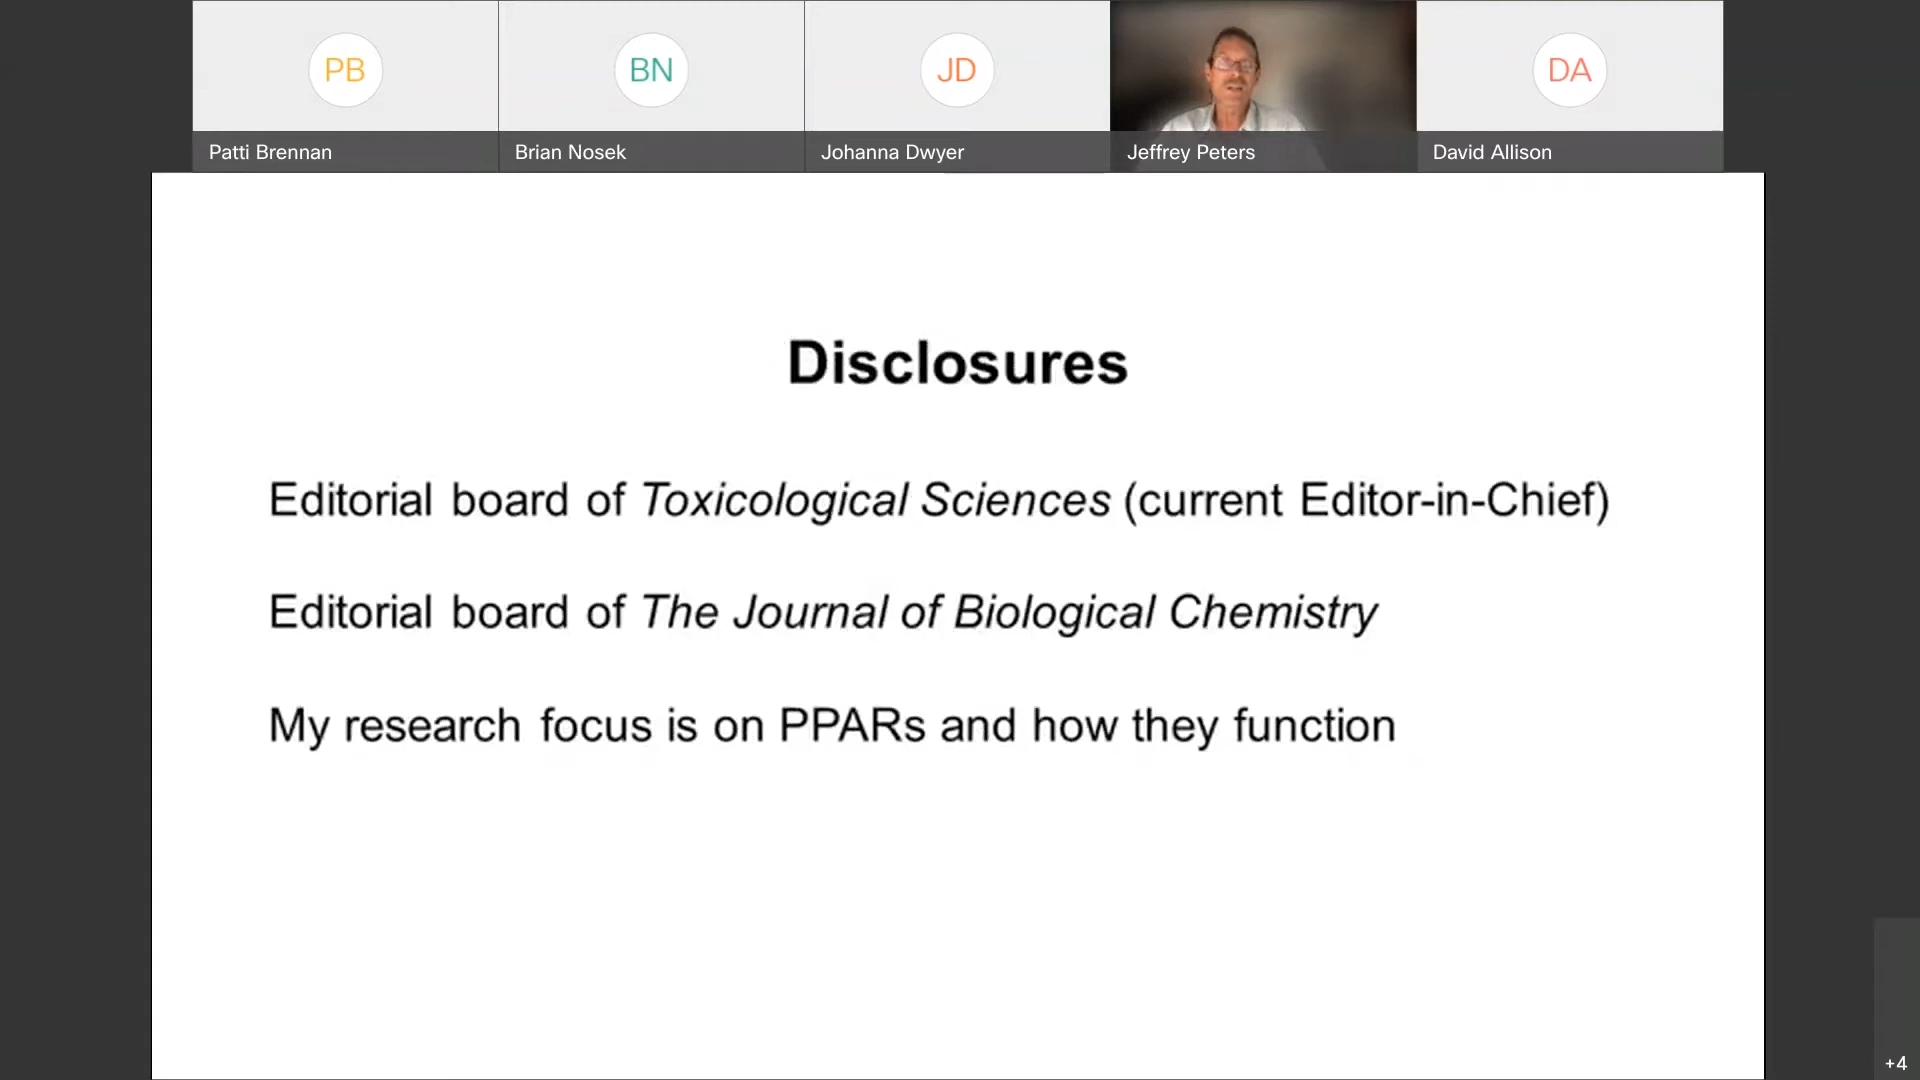 PB
BN
JD
DA
Patti Brennan
Brian Nosek
Johanna Dwyer
Jeffrey Peters
David Allison
Disclosures
Editorial board of Toxicological Sciences (current Editor-in-Chief)
Editorial board of The Journal of Biological Chemistry
My research focus is on PPARs and how they function
+4